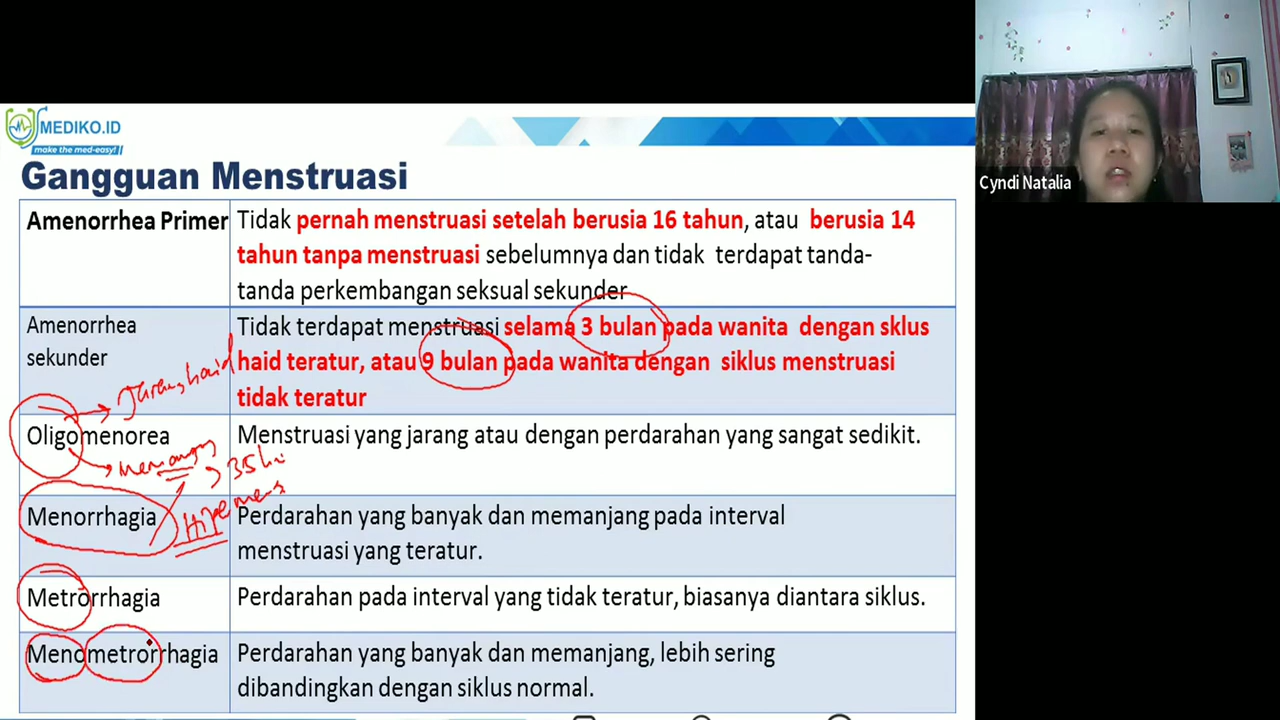 MEDIKO.ID
make the med-easy!
Gangguan Menstruasi
Amenorrhea Primer
Tidak pernah menstruasi setelah berusia 16 tahun, atau berusia 14
tahun tanpa menstruasi sebelumnya dan tidak terdapat tanda-
tanda perkembangan seksual sekunder
Amenorrhea
sekunder
Tidak terdapat menstruasi selama 3 bulan pada wanita dengan sklus
haid teratur, atau 9 bulan pada wanita dengan siklus menstruasi
tidak teratur
Jarang haid
Oligomenorea
Menstruasi yang jarang atau dengan perdarahan yang sangat sedikit.
Menorrhagia
Perdarahan yang banyak dan memanjang pada interval
menstruasi yang teratur.
Metrorrhagia
Perdarahan pada interval yang tidak teratur, biasanya diantara siklus.
Menometrorrhagia
Perdarahan yang banyak dan memanjang, lebih sering
dibandingkan dengan siklus normal.
Cyndi Natalia